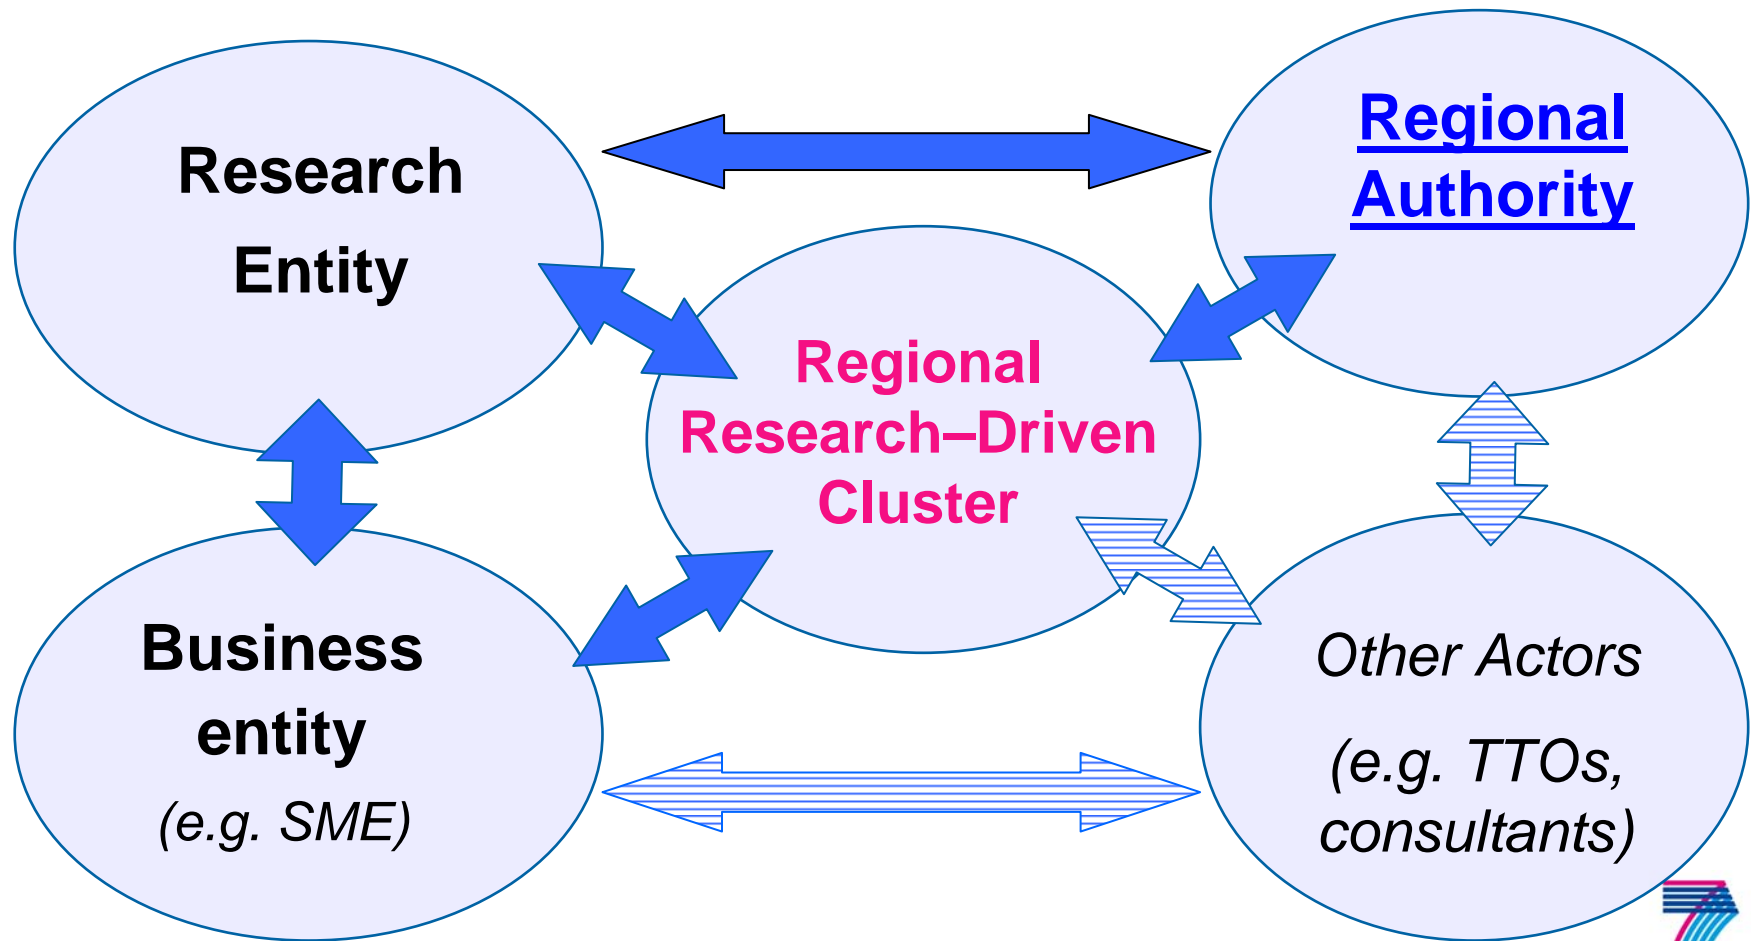 Research
Entity
Regional
Authority
Regional
Research–Driven
Cluster
Business
entity
(e.g. SME)
Other Actors
(e.g. TTOs,
consultants)